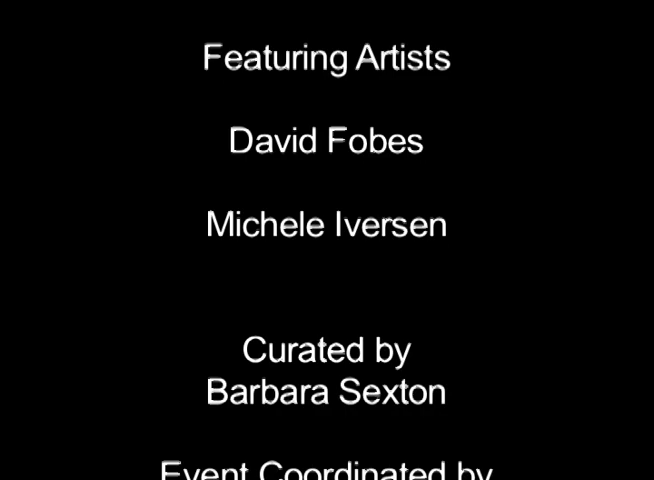 Featuring Artists
David Fobes
Michele Iversen
Curated by
Barbara Sexton
Event Coordinated by